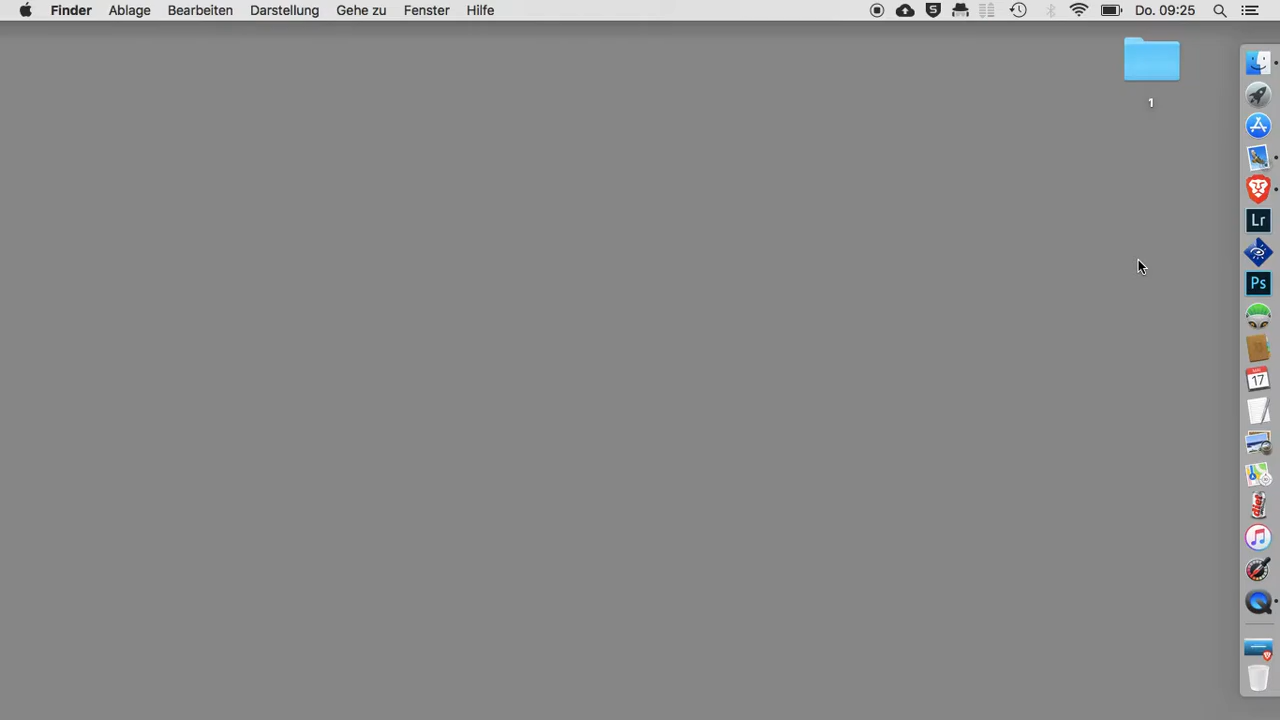 Finder Ablage Bearbeiten Darstellung Gehe zu Fenster Hilfe Do. 09:25
1
Lr
Ps
17